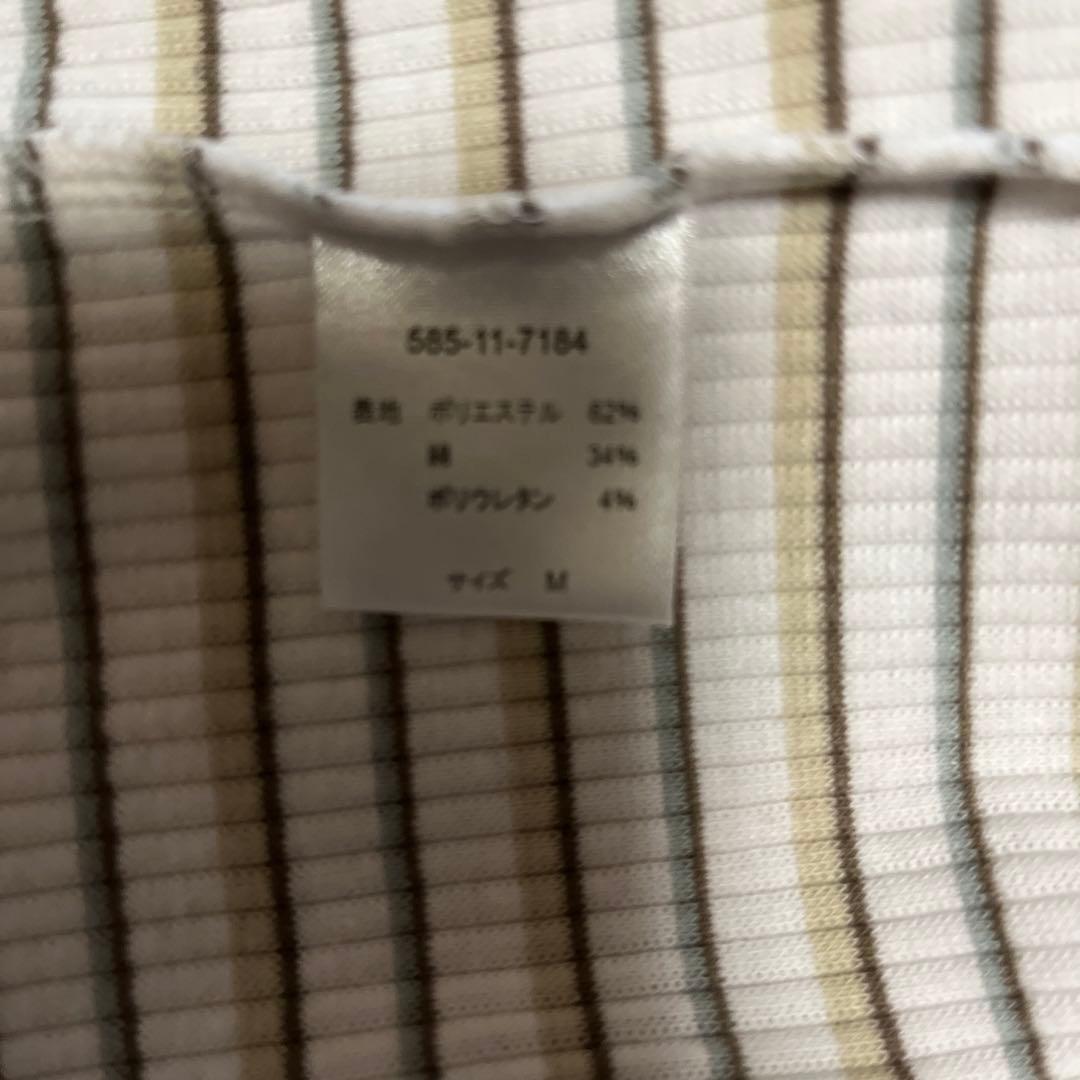 585-11-7184
表地 ポリエステル 62%
綿 34%
ポリウレタン 4%
サイズ M